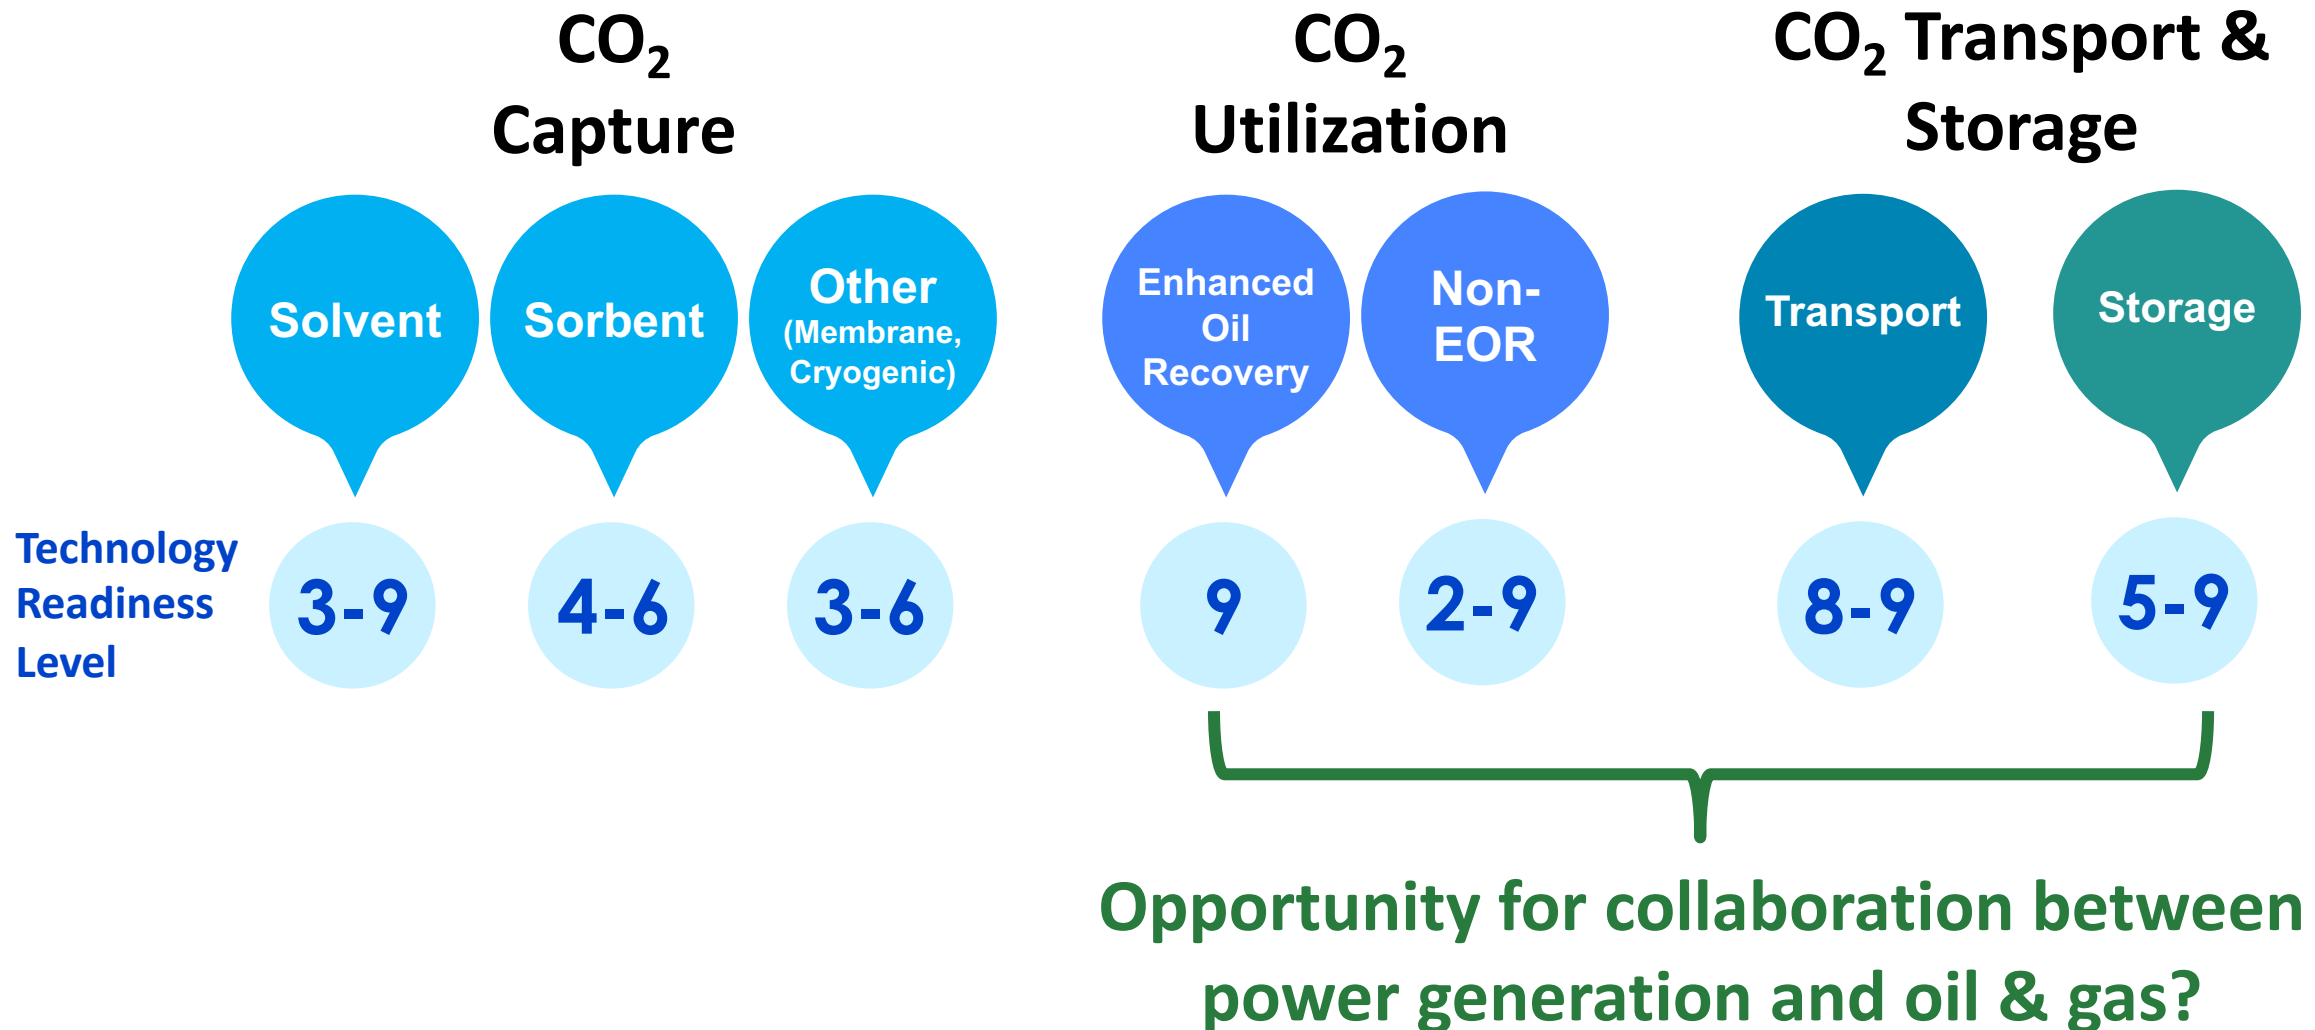 CO₂
Capture
CO₂
Utilization
CO₂ Transport &
Storage
Solvent
Sorbent
Other
(Membrane,
Cryogenic)
Enhanced
Oil
Recovery
Non-
EOR
Transport
Storage
Technology
Readiness
Level
3-9
4-6
3-6
9
2-9
8-9
5-9
Opportunity for collaboration between
power generation and oil & gas?